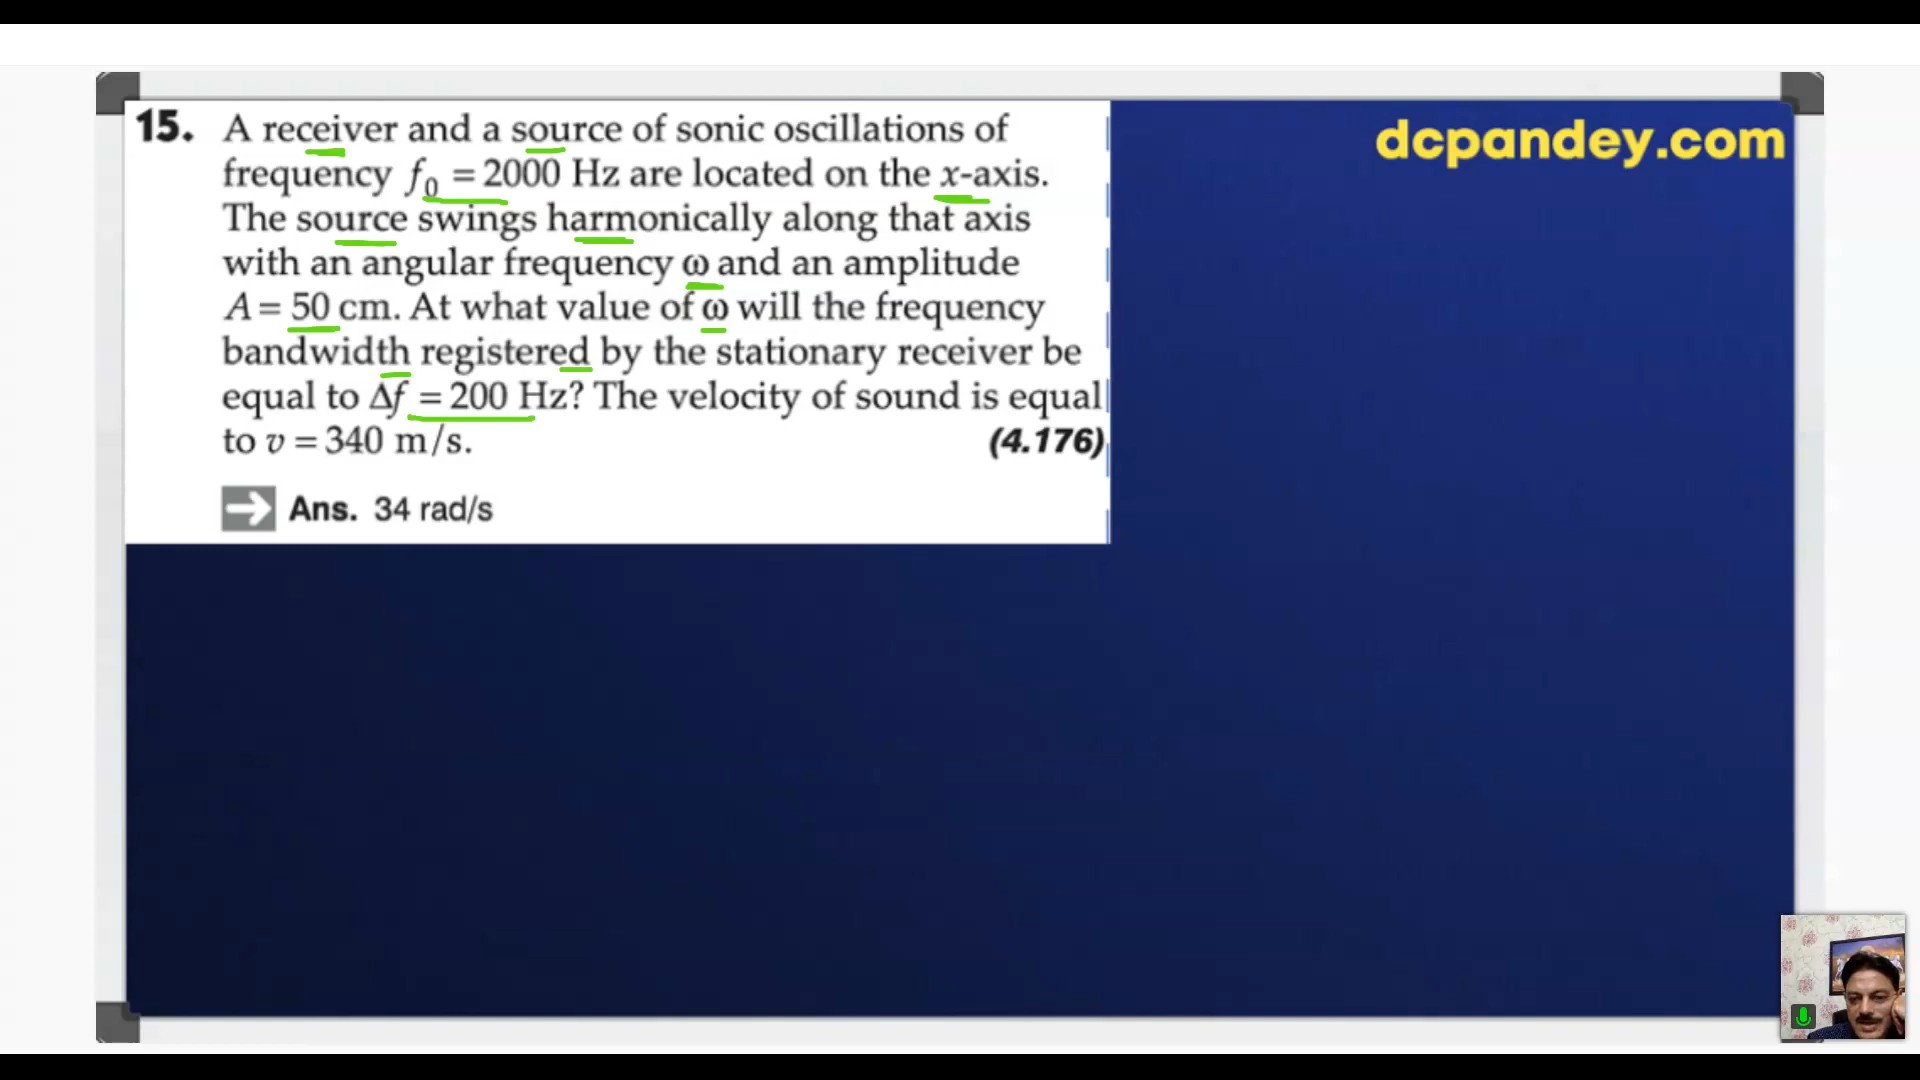 dcpandey.com
15. A receiver and a source of sonic oscillations of
frequency f₀ = 2000 Hz are located on the x-axis.
The source swings harmonically along that axis
with an angular frequency ω and an amplitude
A = 50 cm. At what value of ω will the frequency
bandwidth registered by the stationary receiver be
equal to Δf = 200 Hz? The velocity of sound is equal
to v = 340 m/s. (4.176)
Ans. 34 rad/s